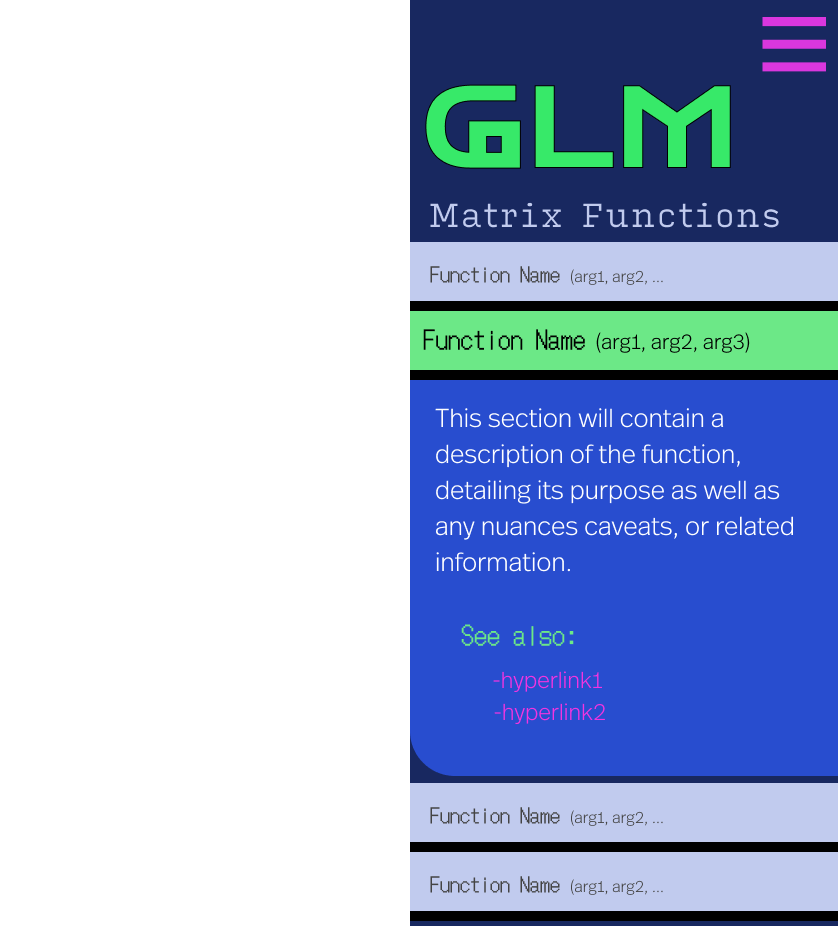 GLM
Matrix Functions
Function Name (arg1, arg2, ...
Function Name (arg1, arg2, arg3)
This section will contain a
description of the function,
detailing its purpose as well as
any nuances caveats, or related
information.
See also:
-hyperlink1
-hyperlink2
Function Name (arg1, arg2, ...
Function Name (arg1, arg2, ...